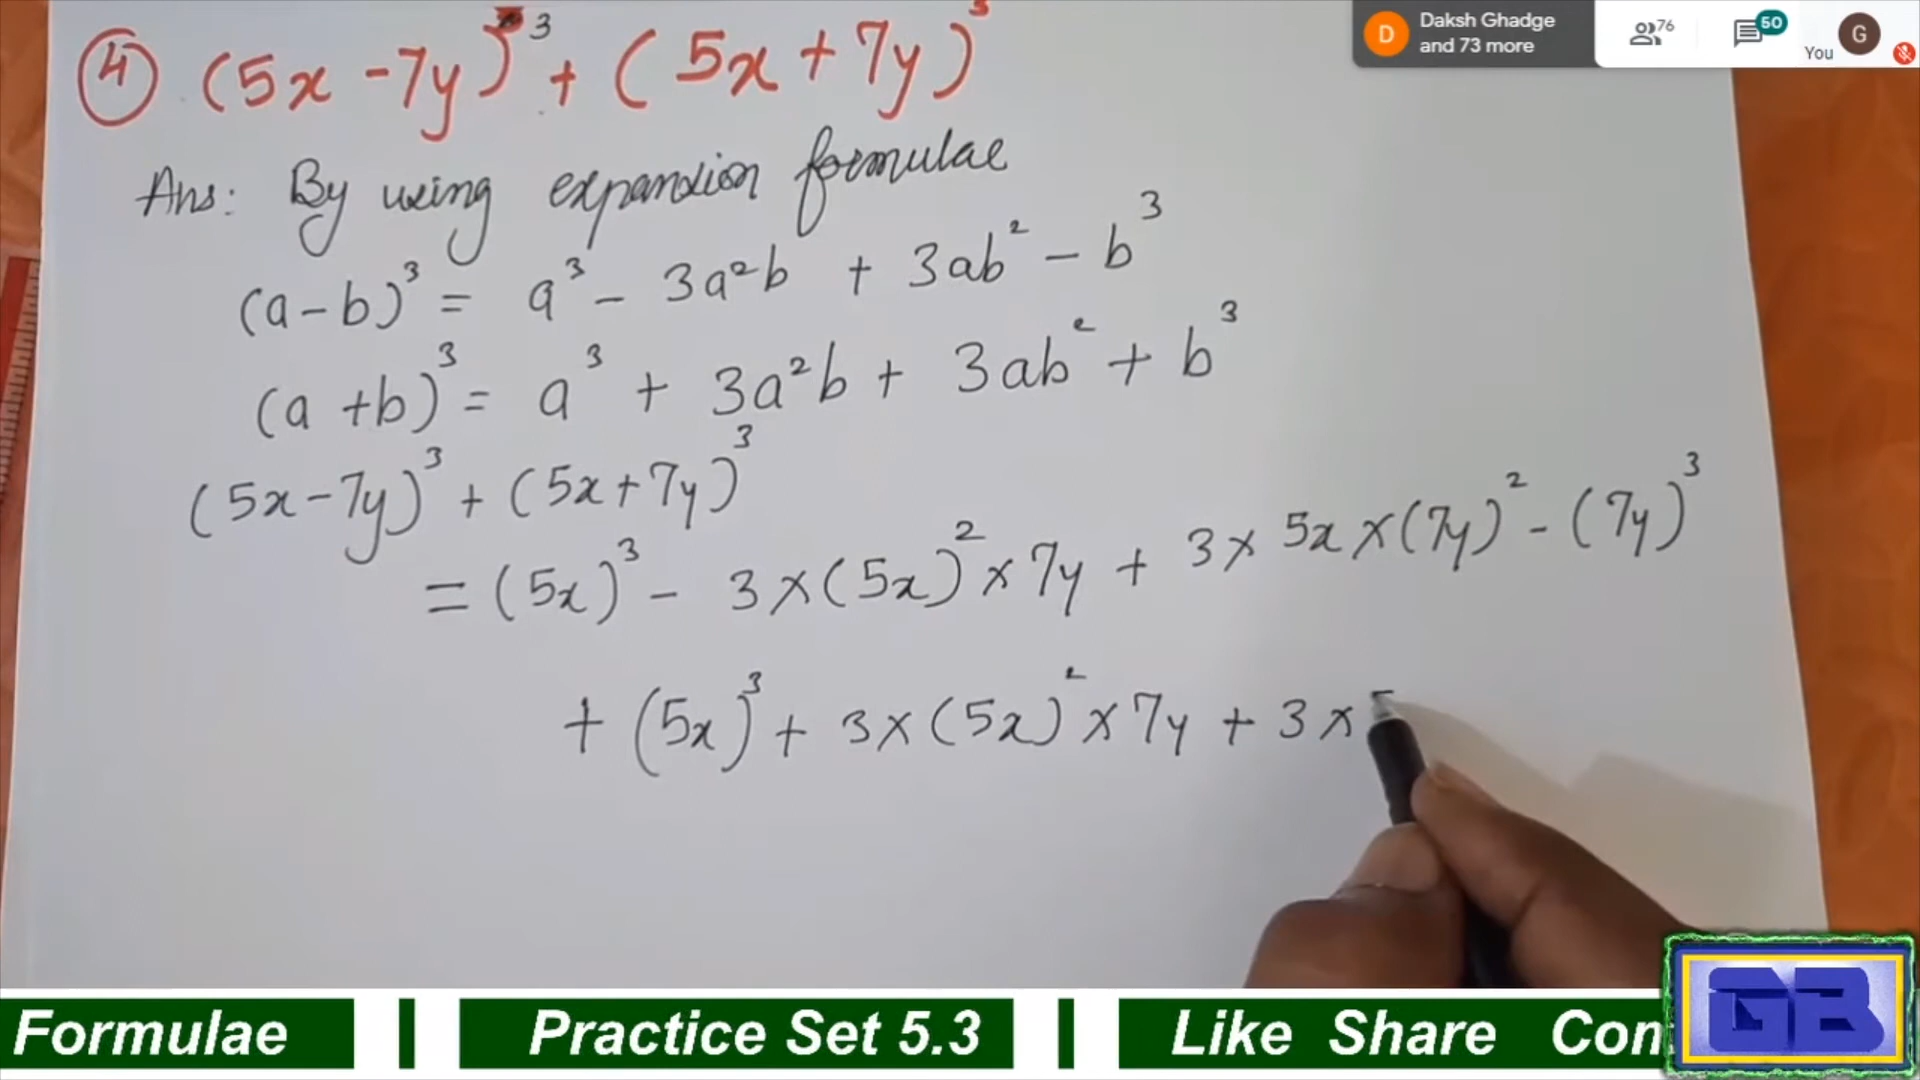 Daksh Ghadge
and 73 more
D
76
50
You
G
④ (5x - 7y)³ + (5x + 7y)³
Ans: By using expansion formulae
(a - b)³ = a³ - 3a²b + 3ab² - b³
(a + b)³ = a³ + 3a²b + 3ab² + b³
(5x - 7y)³ + (5x + 7y)³
= (5x)³ - 3 × (5x)² × 7y + 3 × 5x × (7y)² - (7y)³
+ (5x)³ + 3 × (5x)² × 7y + 3 ×
Formulae | Practice Set 5.3 | Like Share
GB